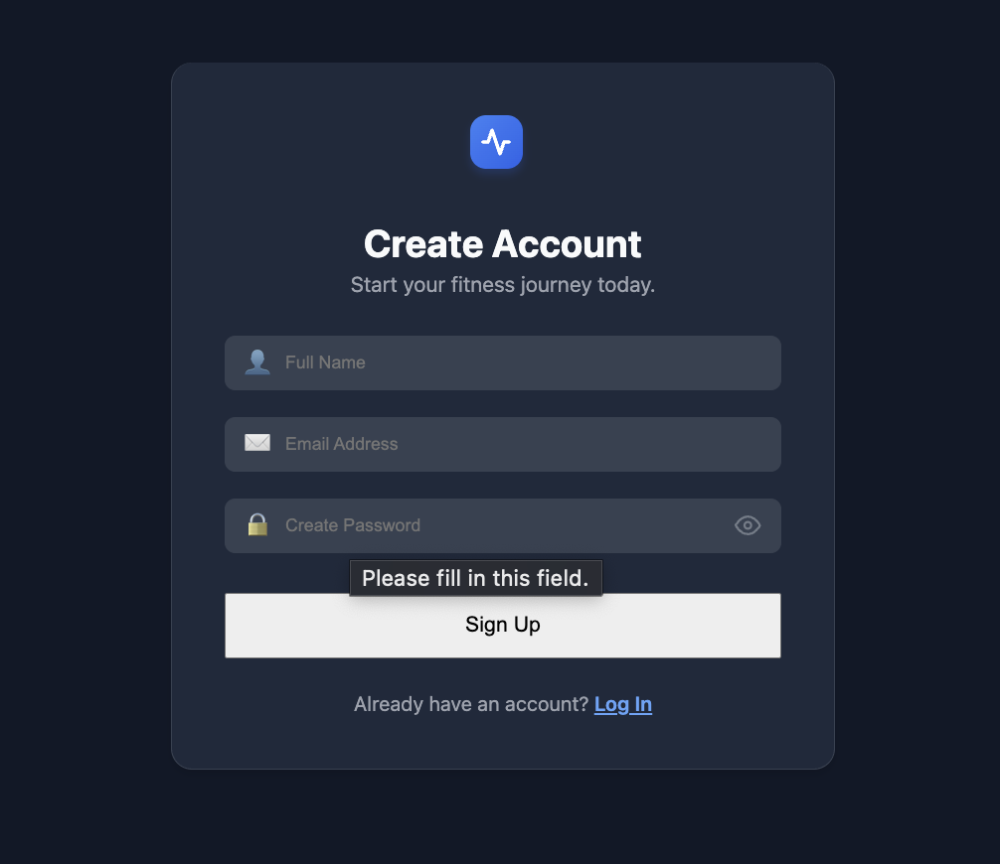 Create Account
Start your fitness journey today.
Full Name
Email Address
Create Password
Please fill in this field.
Sign Up
Already have an account? Log In